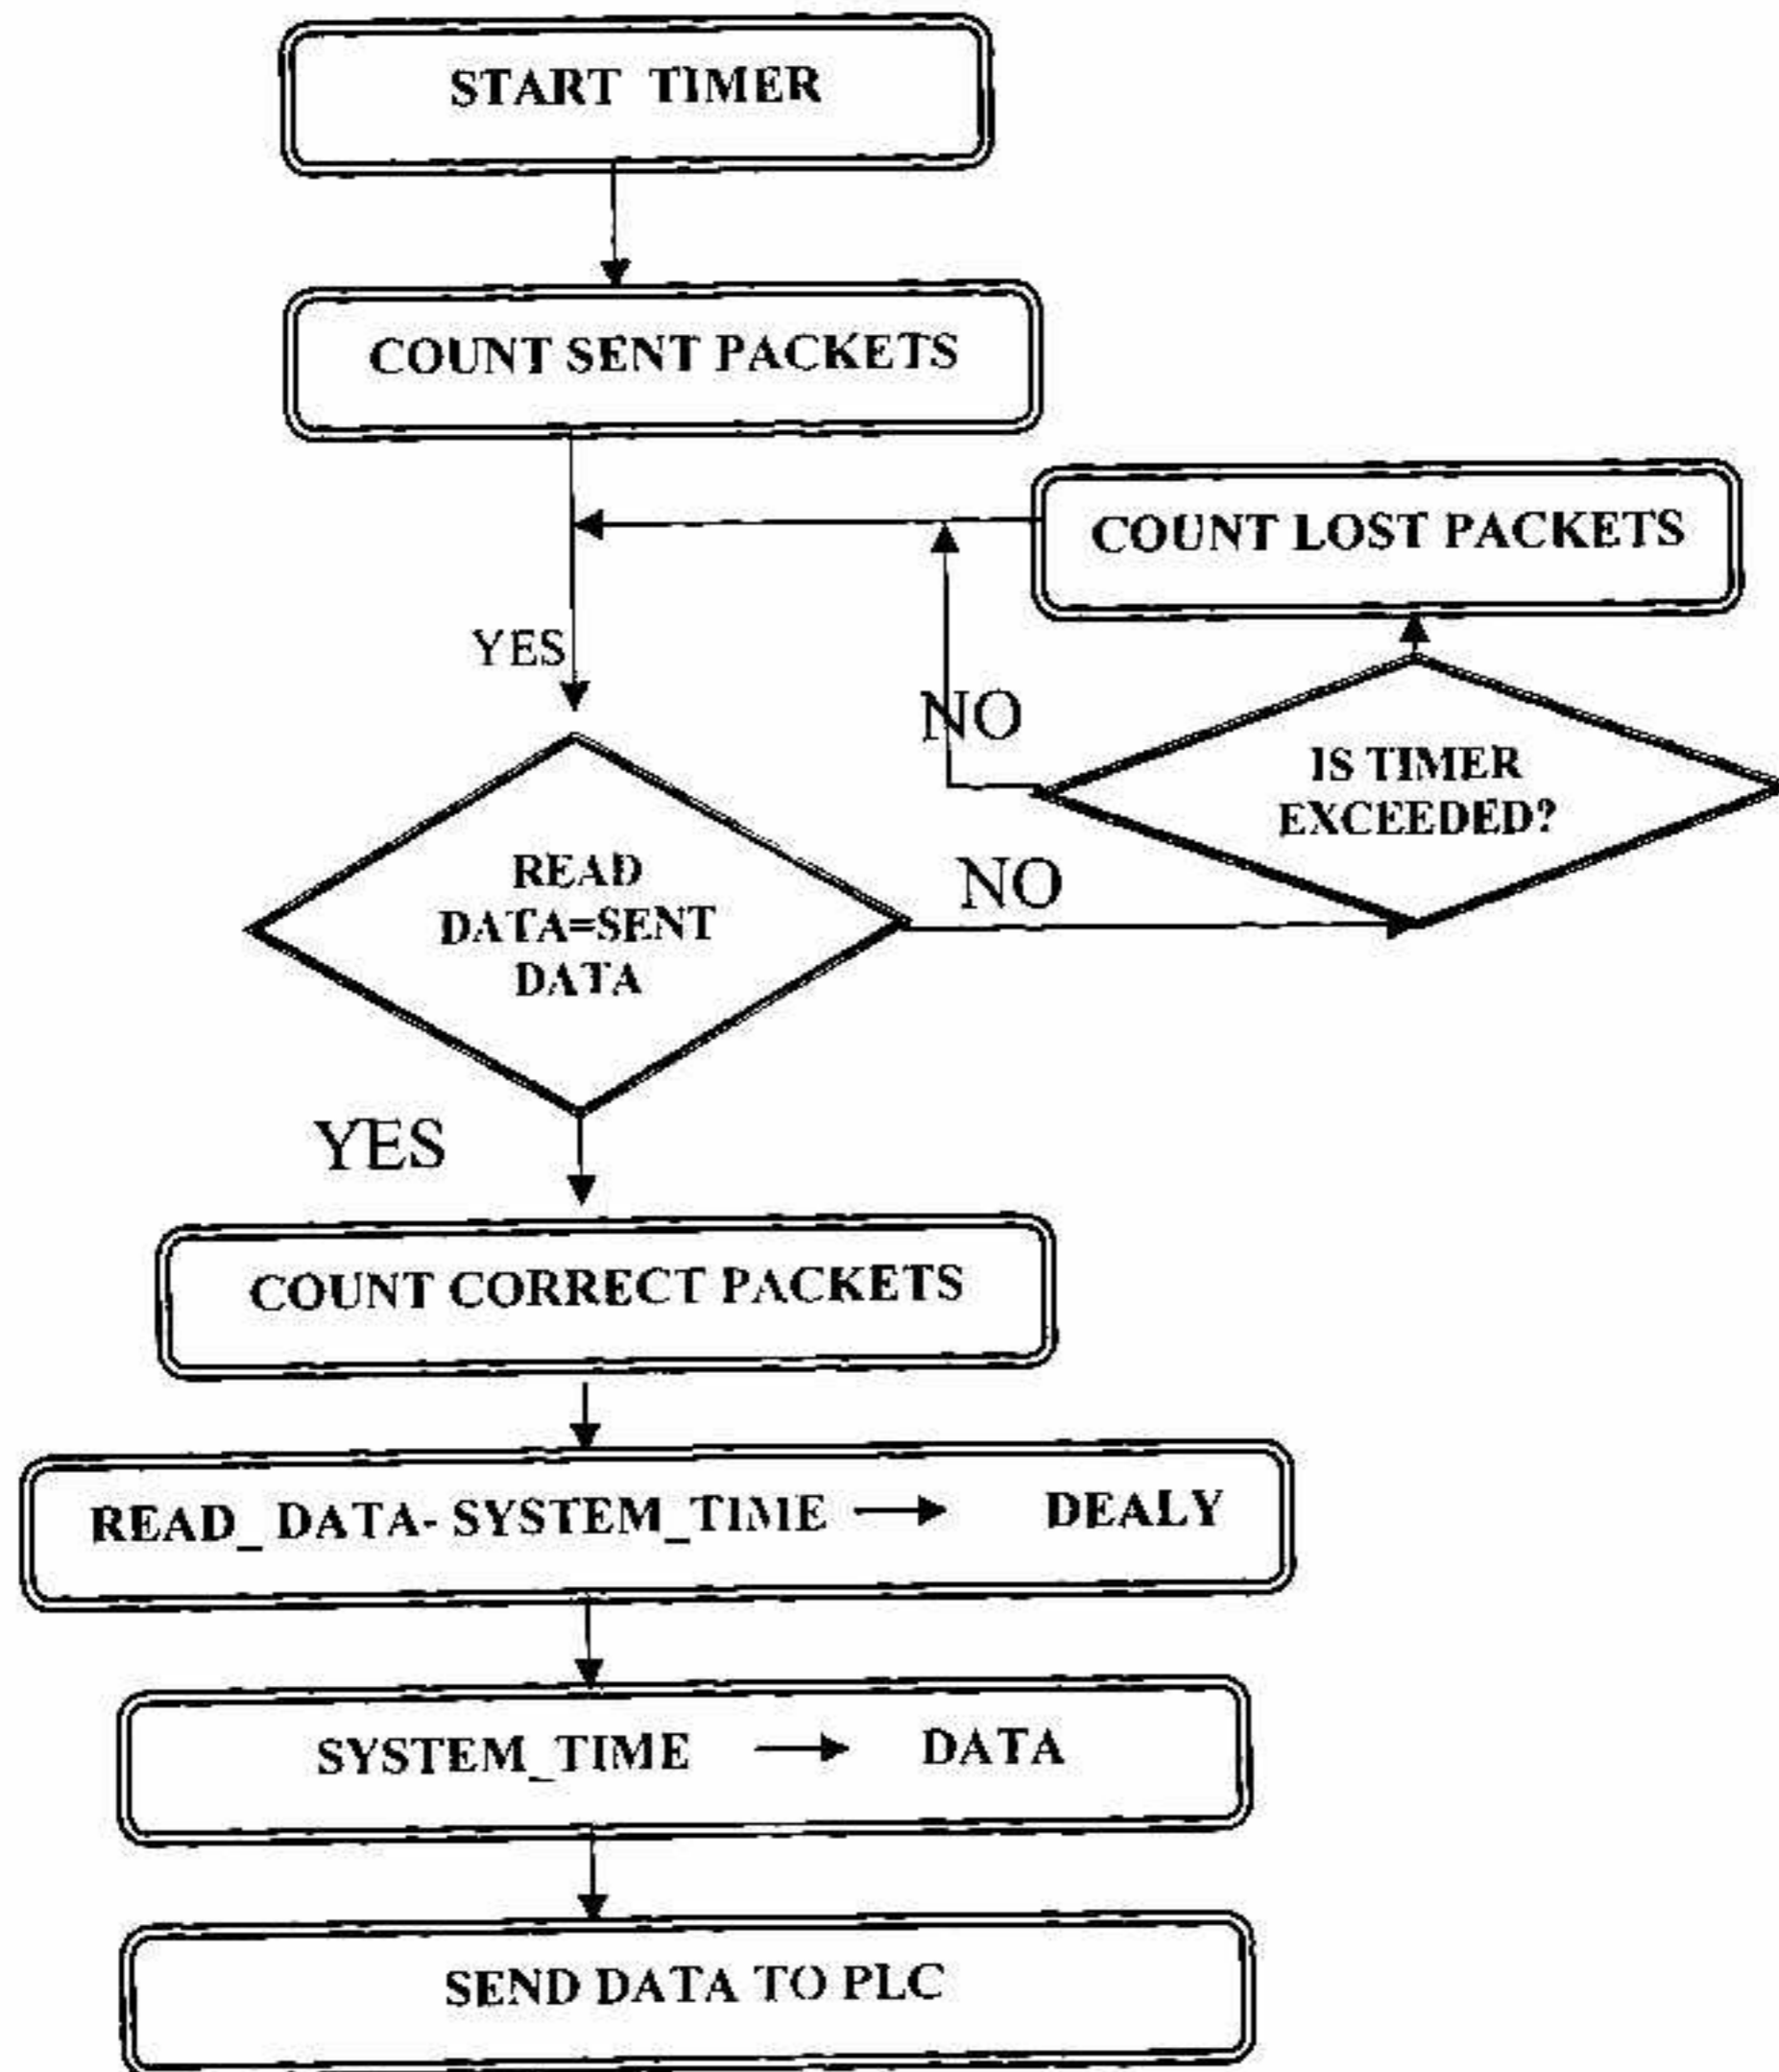 START TIMER
COUNT SENT PACKETS
COUNT LOST PACKETS
YES
NO
IS TIMER
EXCEEDED?
READ
DATA=SENT
DATA
NO
YES
COUNT CORRECT PACKETS
READ_ DATA- SYSTEM_TIME → DEALY
SYSTEM_TIME → DATA
SEND DATA TO PLC